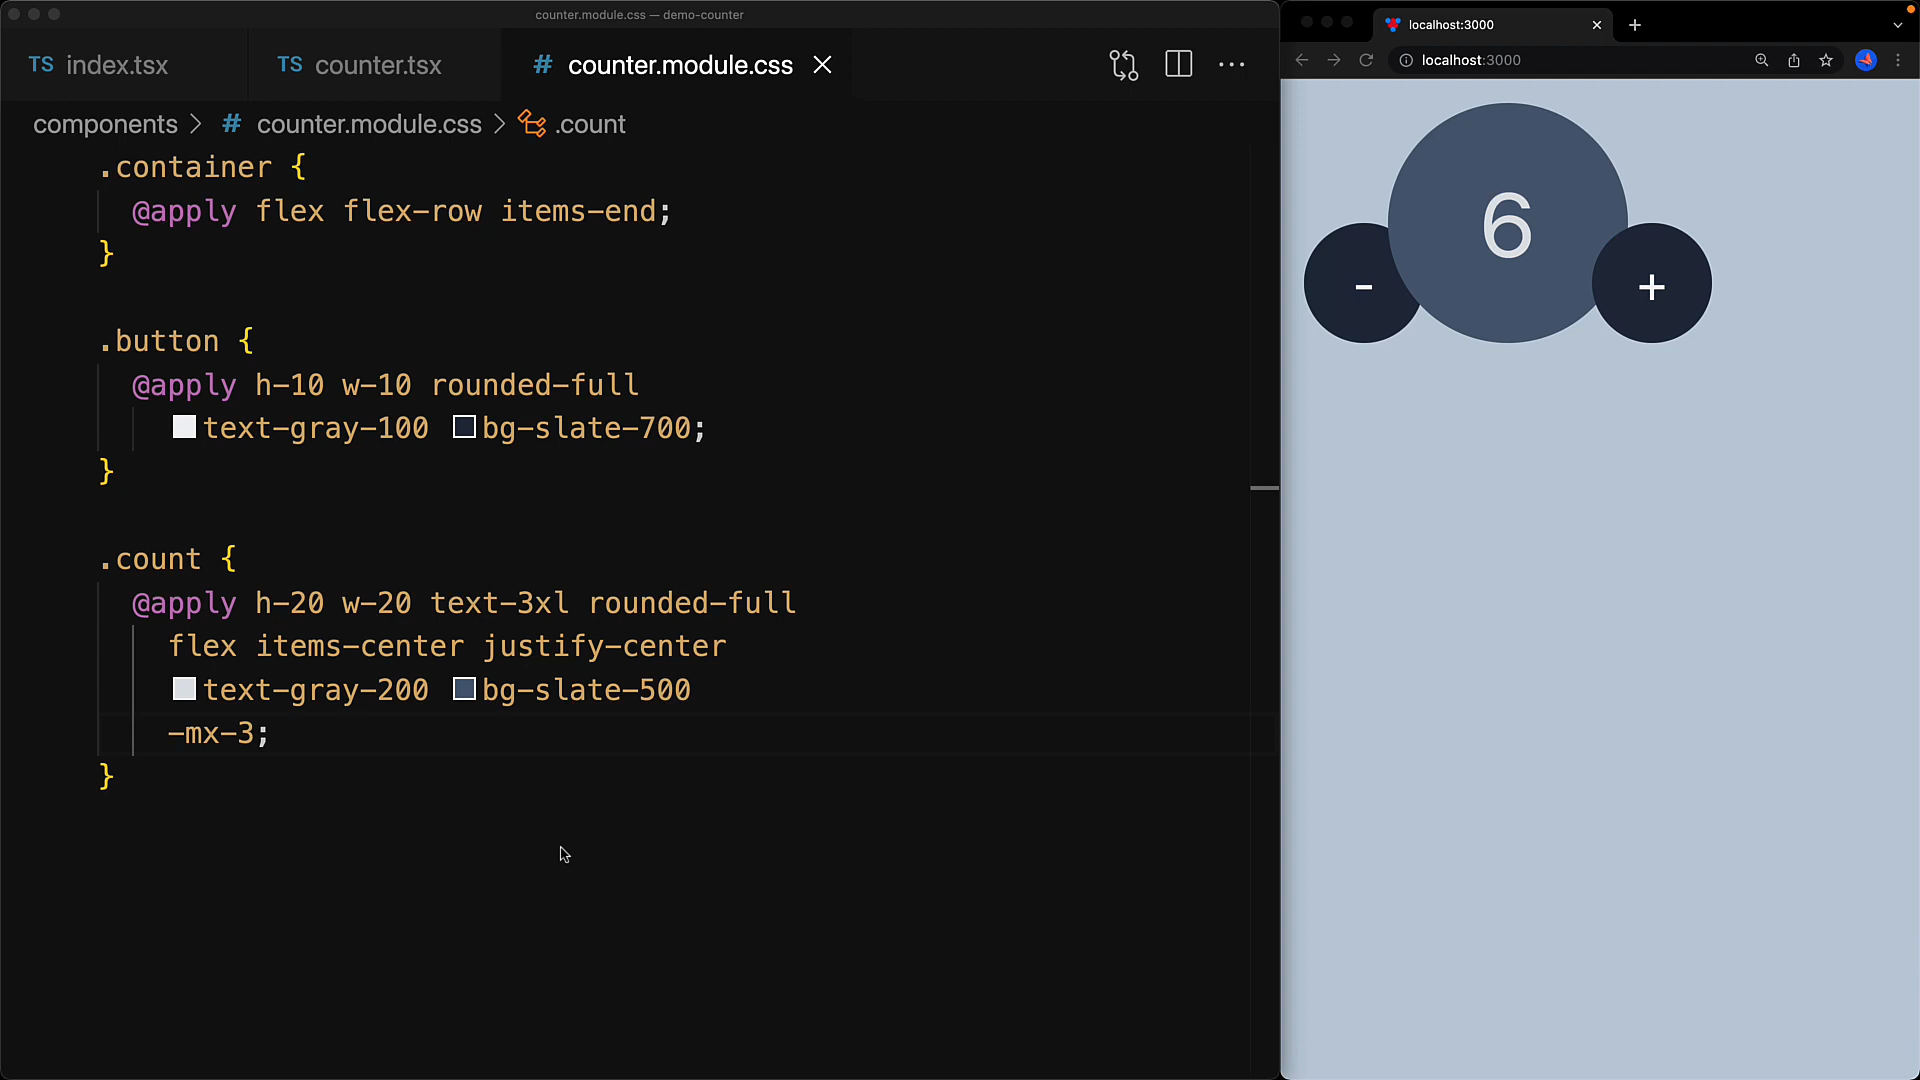 counter.module.css — demo-counter
TS index.tsx
TS counter.tsx
# counter.module.css
components > # counter.module.css > .count
.container {
@apply flex flex-row items-end;
}
.button {
@apply h-10 w-10 rounded-full
text-gray-100 bg-slate-700;
}
.count {
@apply h-20 w-20 text-3xl rounded-full
flex items-center justify-center
text-gray-200 bg-slate-500
-mx-3;
}
localhost:3000
localhost:3000
6
-
+